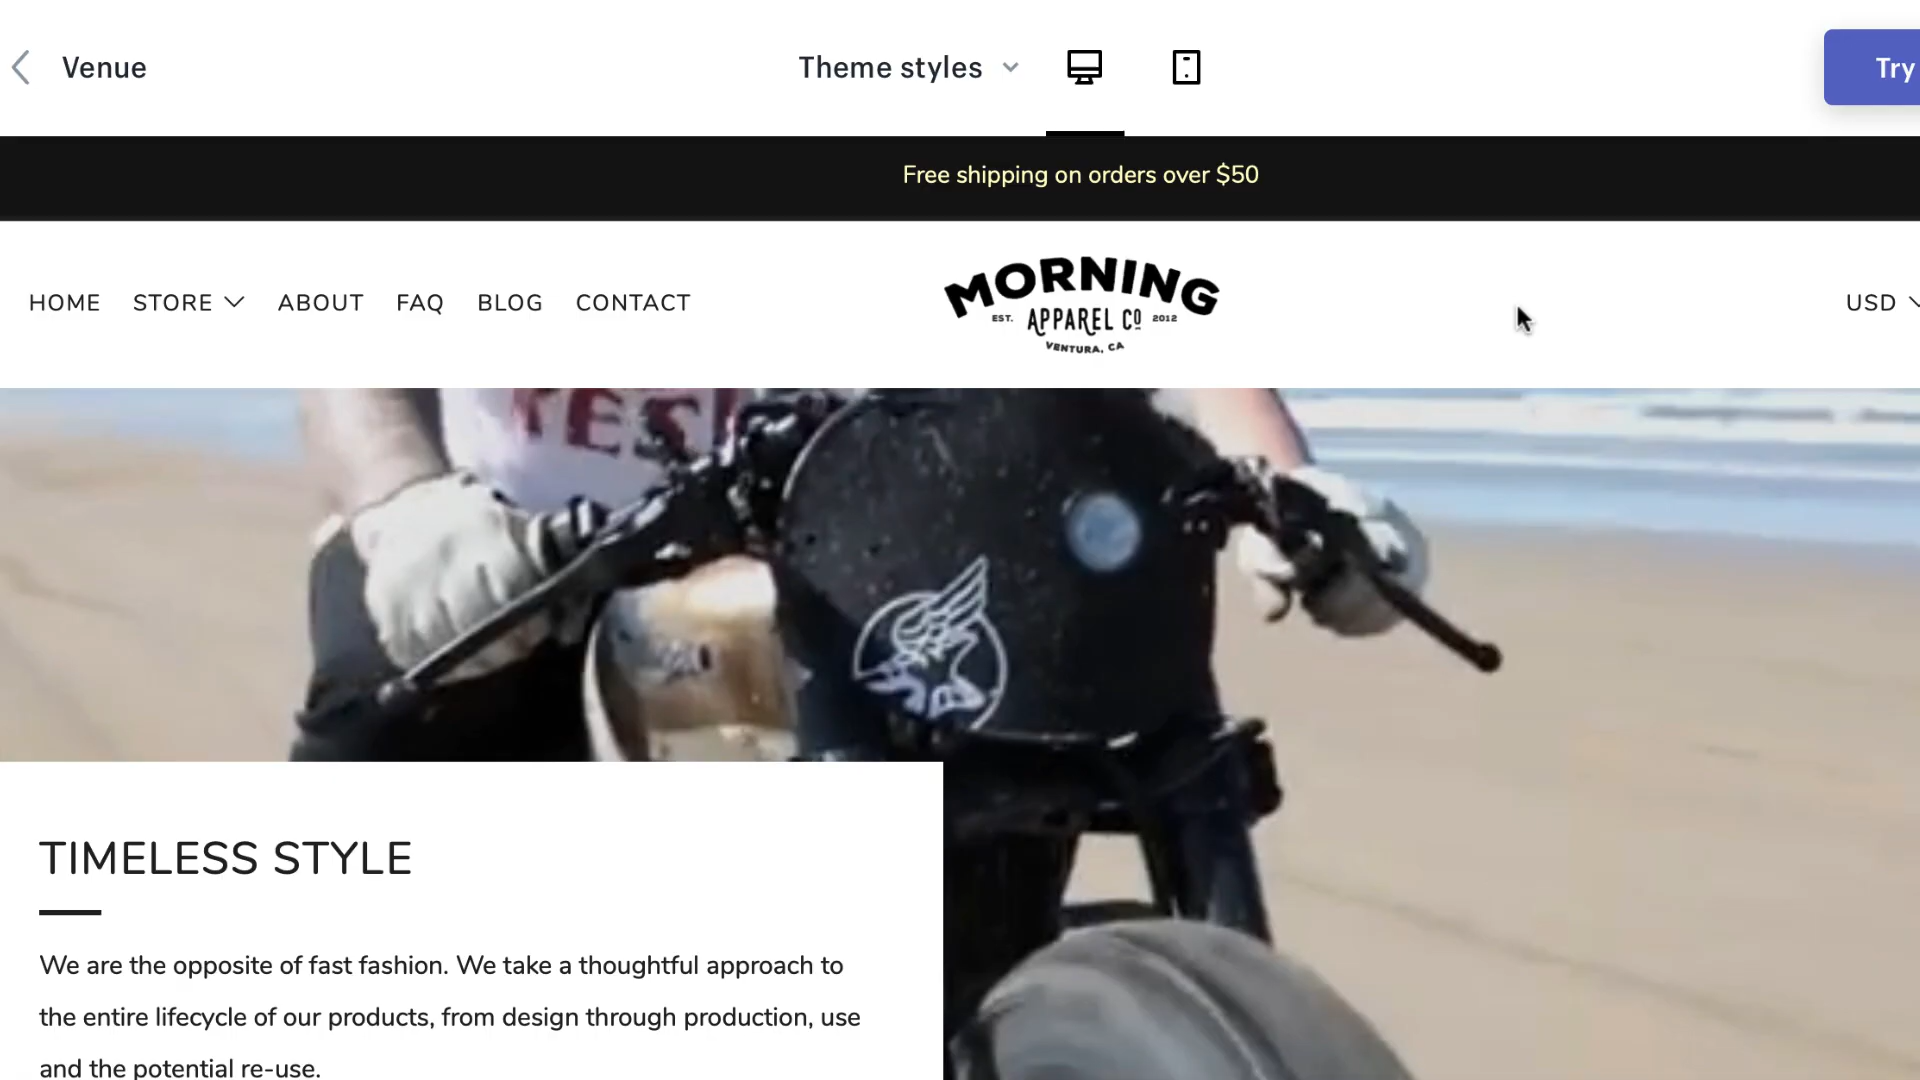 Venue
Theme styles
Try
Free shipping on orders over $50
HOME STORE ABOUT FAQ BLOG CONTACT
MORNING
EST. APPAREL CO 2012
VENTURA, CA
USD
TIMELESS STYLE
We are the opposite of fast fashion. We take a thoughtful approach to
the entire lifecycle of our products, from design through production, use
and the potential re-use.